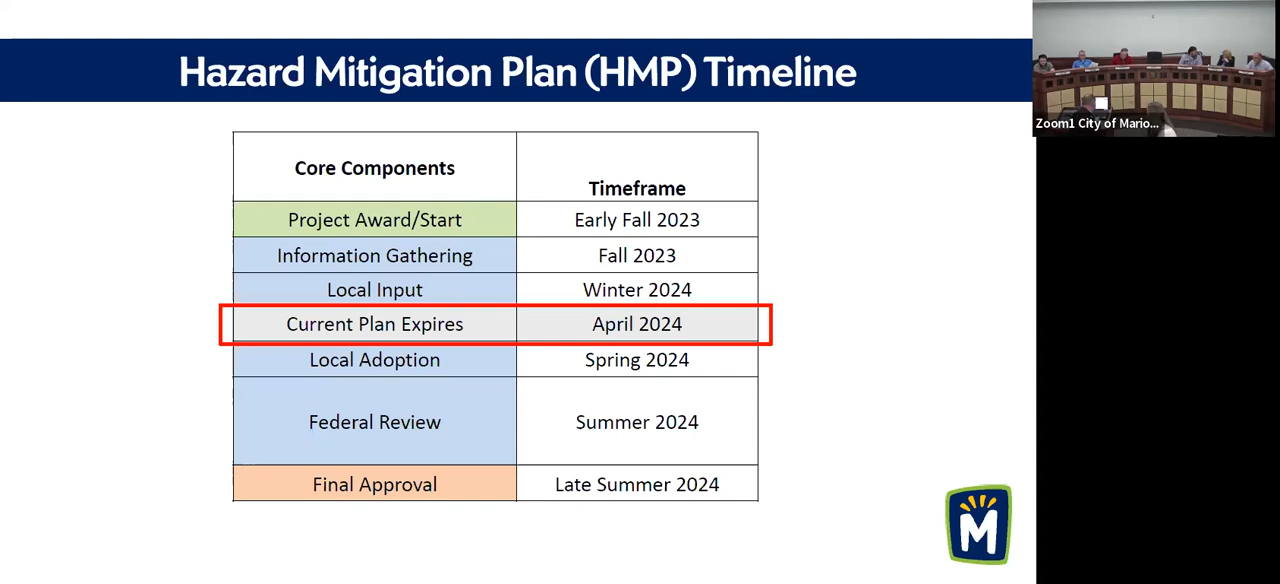 Hazard Mitigation Plan (HMP) Timeline
Zoom1 City of Mario...
Core Components
Timeframe
Project Award/Start
Early Fall 2023
Information Gathering
Fall 2023
Local Input
Winter 2024
Current Plan Expires
April 2024
Local Adoption
Spring 2024
Federal Review
Summer 2024
Final Approval
Late Summer 2024
M